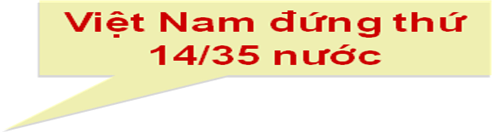 Việt Nam đứng thứ
14/35 nước